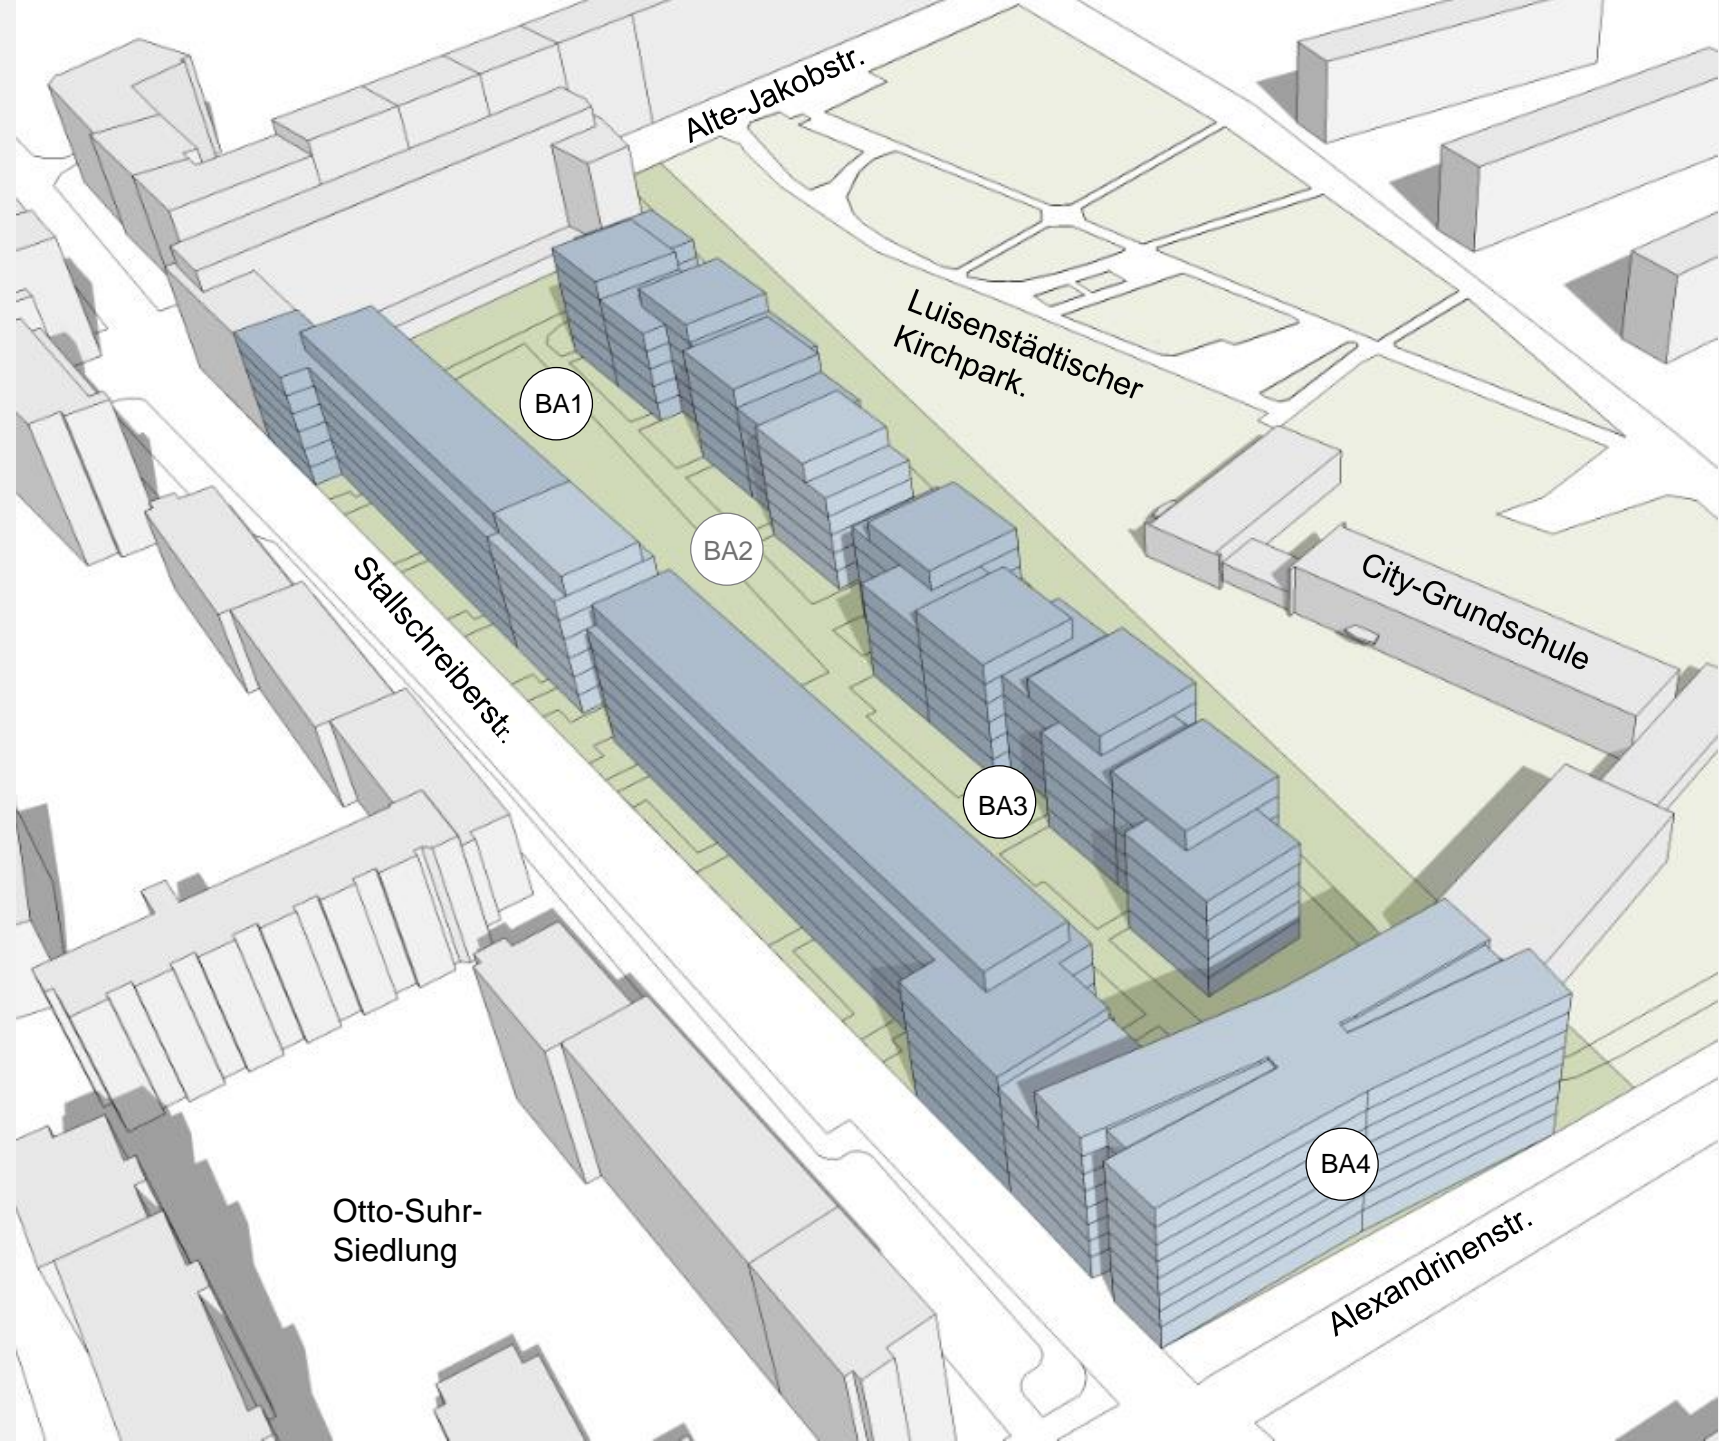 Alte-Jakobstr.
Luisenstädtischer
Kirchpark.
BA1
BA2
City-Grundschule
Stallschreiberstr.
BA3
BA4
Otto-Suhr-
Siedlung
Alexandrinenstr.